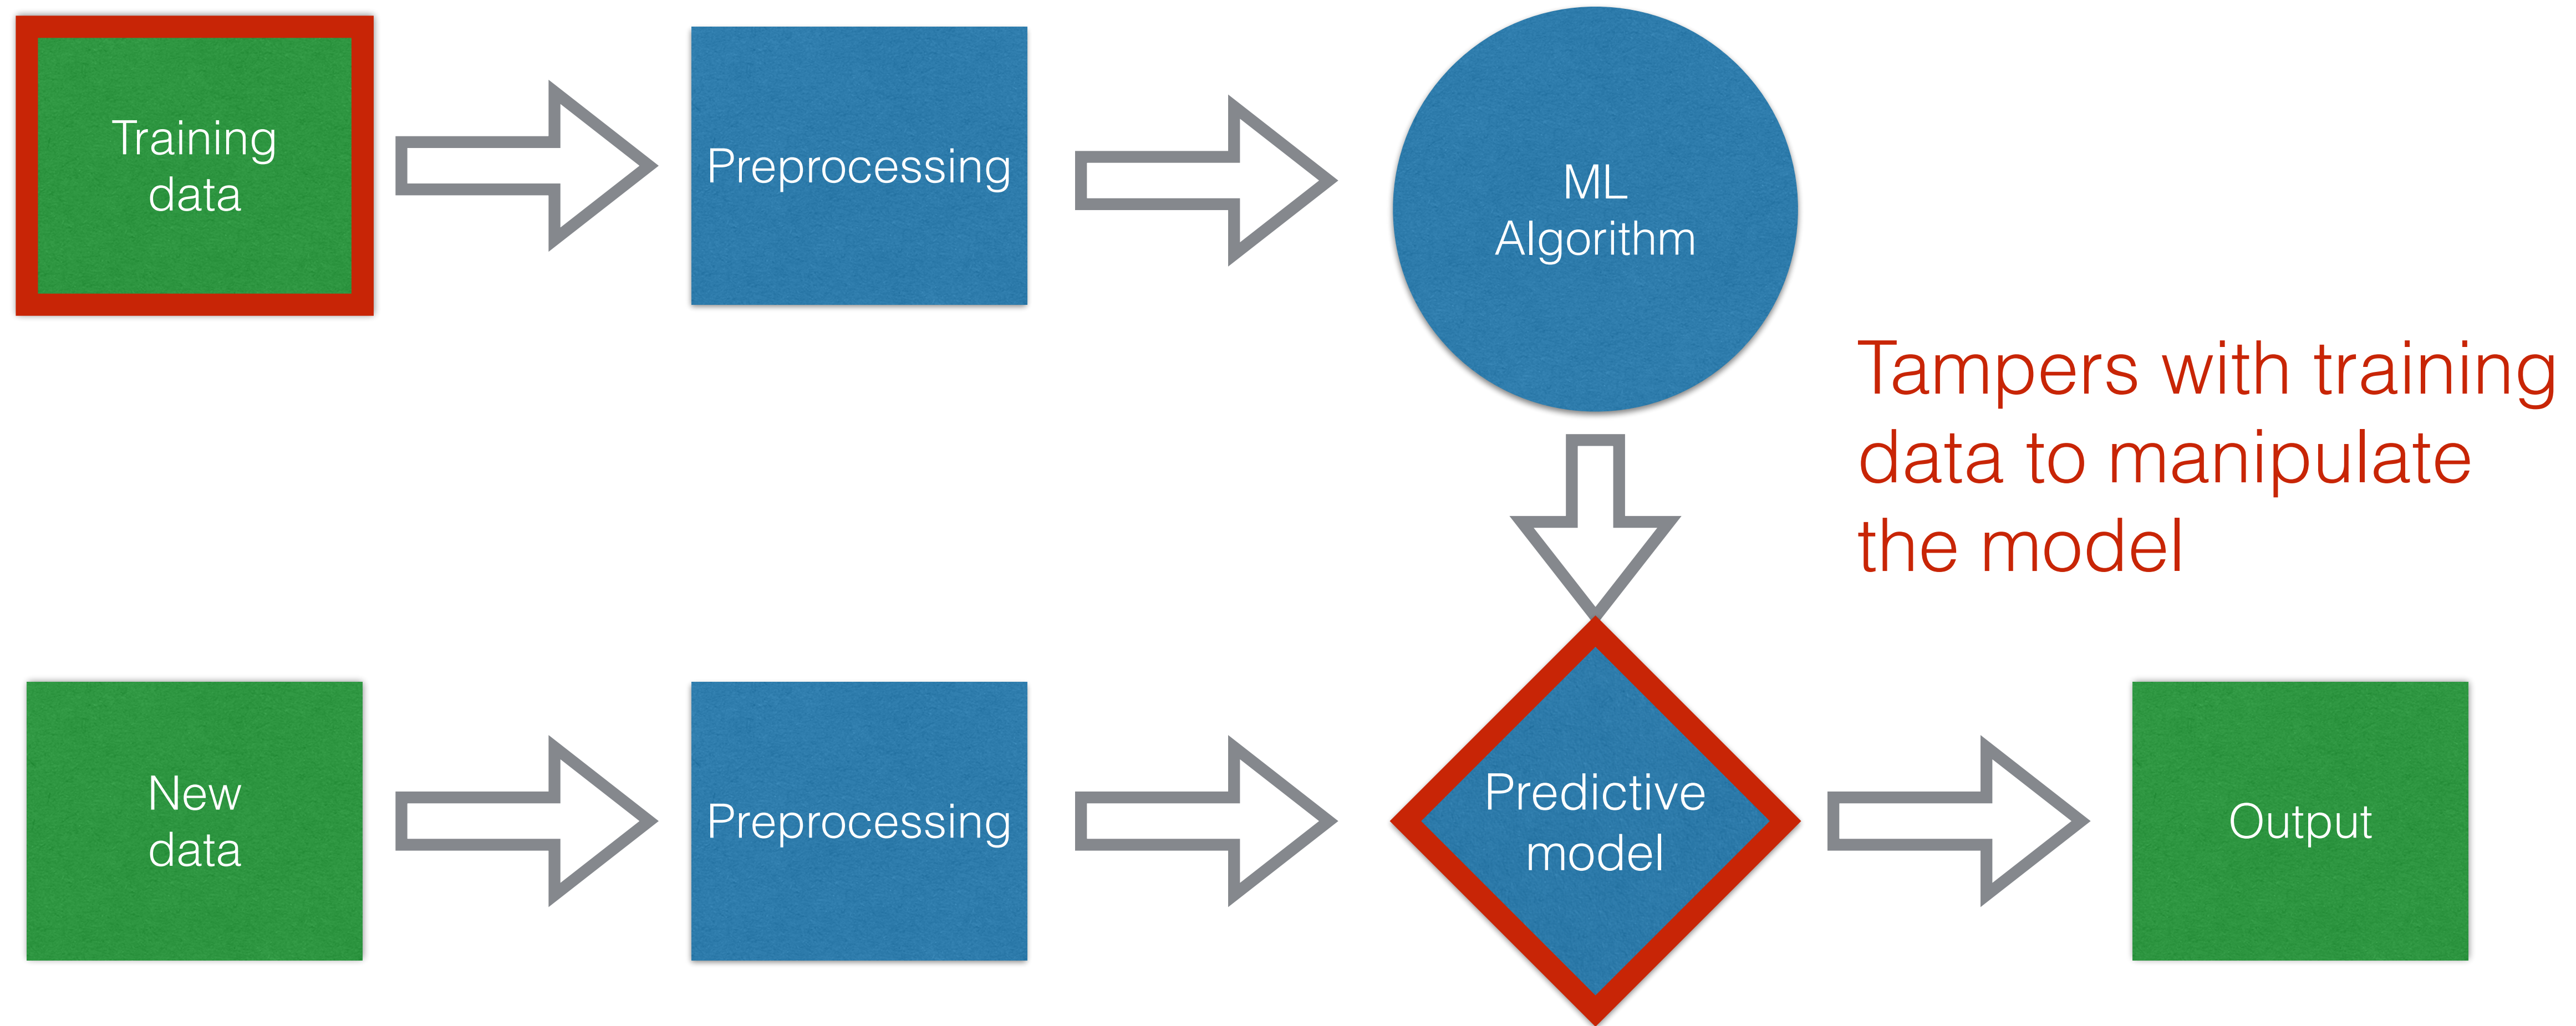 Training
data
Preprocessing
ML
Algorithm
Tampers with training
data to manipulate
the model
New
data
Preprocessing
Predictive
model
Output